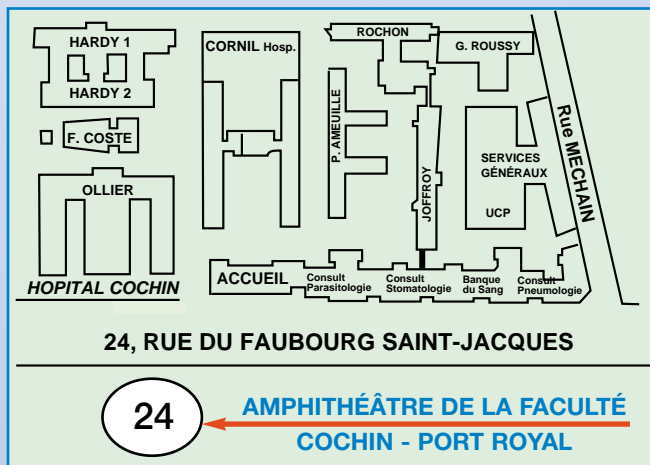 HARDY 1
HARDY 2
CORNIL Hosp.
ROCHON
G. ROUSSY
F. COSTE
P. AMEUILLE
JOFFROY
SERVICES
GÉNÉRAUX
UCP
Rue MECHAIN
OLLIER
HOPITAL COCHIN
ACCUEIL
Consult
Parasitologie
Consult
Stomatologie
Banque
du Sang
Consult
Pneumologie
24, RUE DU FAUBOURG SAINT-JACQUES
24
AMPHITHÉÂTRE DE LA FACULTÉ
COCHIN - PORT ROYAL